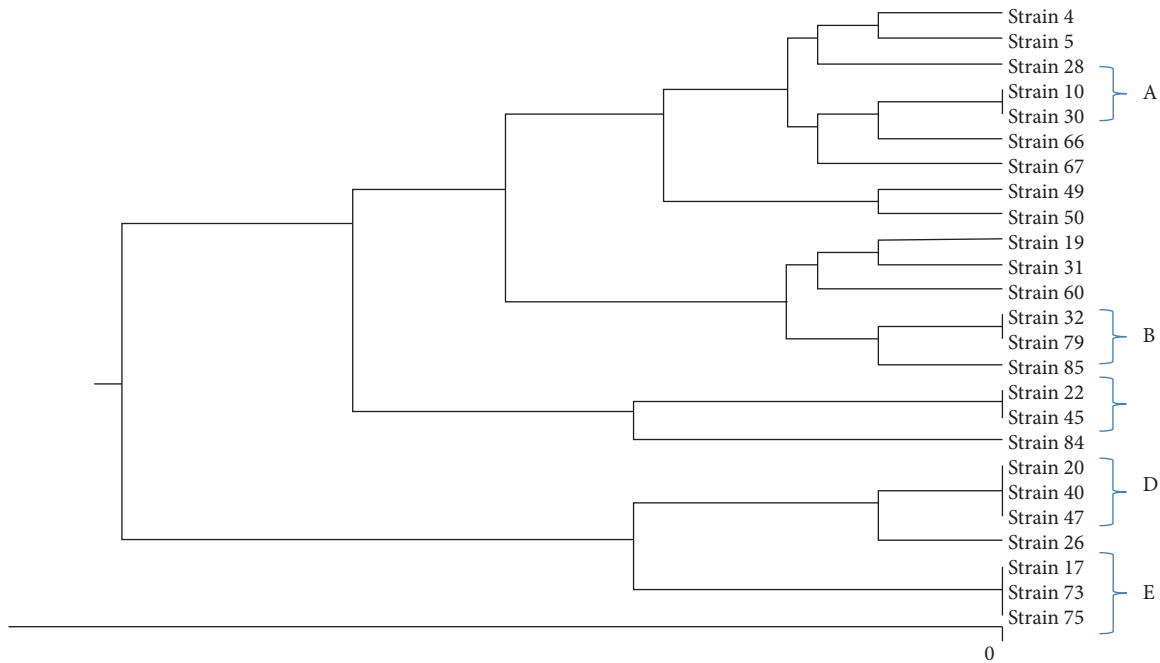 Strain 4
Strain 5
Strain 28
Strain 10
A
Strain 30
Strain 66
Strain 67
Strain 49
Strain 50
Strain 19
Strain 31
Strain 60
Strain 32
B
Strain 79
Strain 85
Strain 22
Strain 45
Strain 84
Strain 20
D
Strain 40
Strain 47
Strain 26
Strain 17
Strain 73
E
Strain 75
0